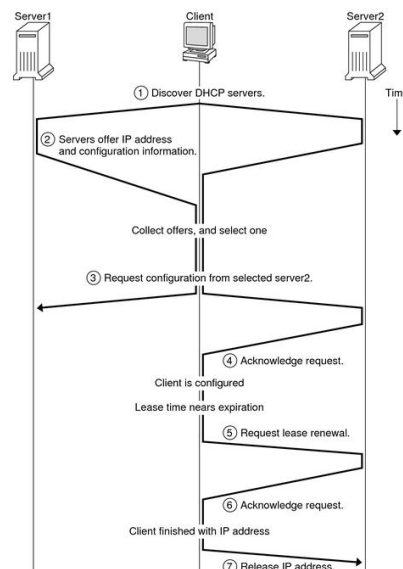 Server1
Client
Server2
① Discover DHCP servers.
Tim
② Servers offer IP address
and configuration information.
Collect offers, and select one
③ Request configuration from selected server2.
④ Acknowledge request.
Client is configured
Lease time nears expiration
⑤ Request lease renewal.
⑥ Acknowledge request.
Client finished with IP address
⑦ Release IP address